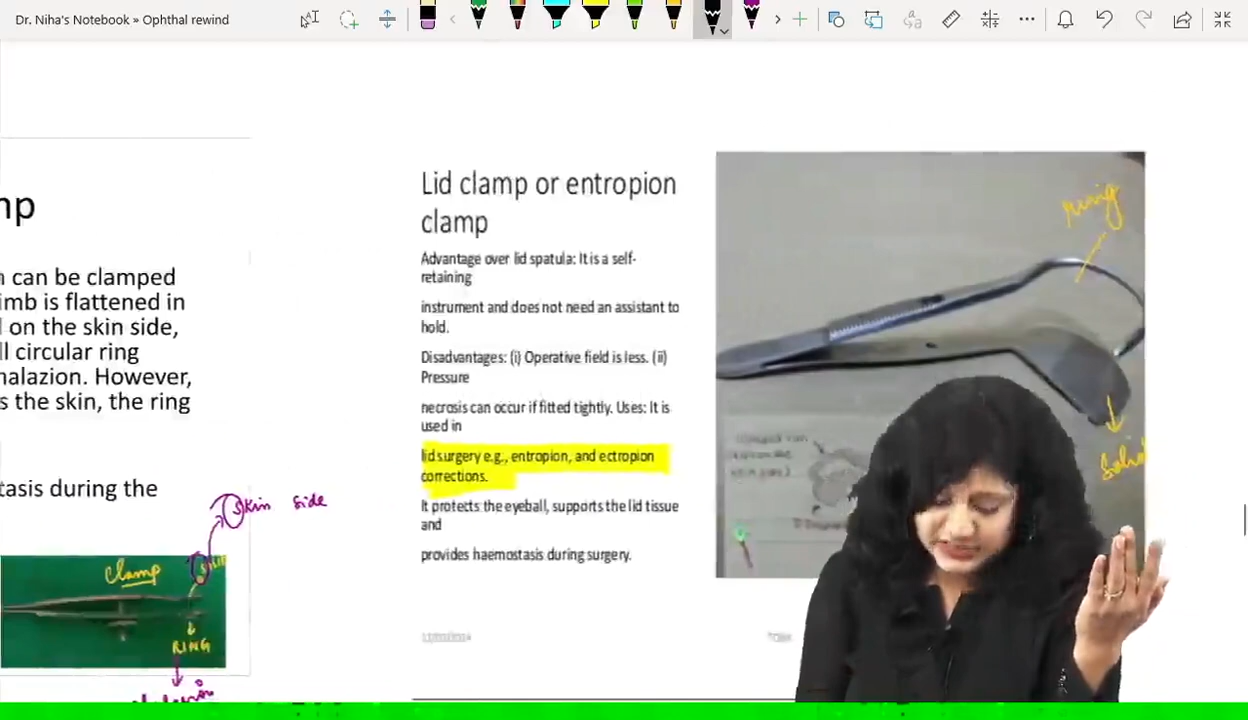 Dr. Niha's Notebook » Ophthal rewind
mp
n can be clamped
imb is flattened in
l on the skin side,
ll circular ring
nalazion. However,
s the skin, the ring
tasis during the
Skin side
Clamp
RING
Lid clamp or entropion
clamp
Advantage over lid spatula: It is a self-
retaining
instrument and does not need an assistant to
hold.
Disadvantages: (i) Operative field is less. (ii)
Pressure
necrosis can occur if fitted tightly. Uses: It is
used in
lid surgery e.g., entropion, and ectropion
corrections.
It protects the eyeball, supports the lid tissue
and
provides haemostasis during surgery.
ring
Solid